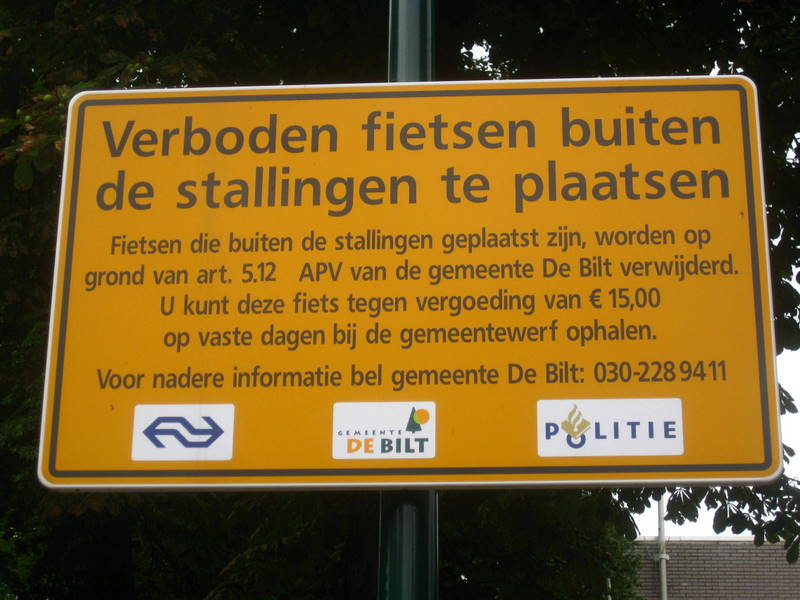 Verboden fietsen buiten
de stallingen te plaatsen
Fietsen die buiten de stallingen geplaatst zijn, worden op
grond van art. 5.12 APV van de gemeente De Bilt verwijderd.
U kunt deze fiets tegen vergoeding van € 15,00
op vaste dagen bij de gemeentewerf ophalen.
Voor nadere informatie bel gemeente De Bilt: 030-228 94 11
GEMEENTE
DE BILT
POLITIE